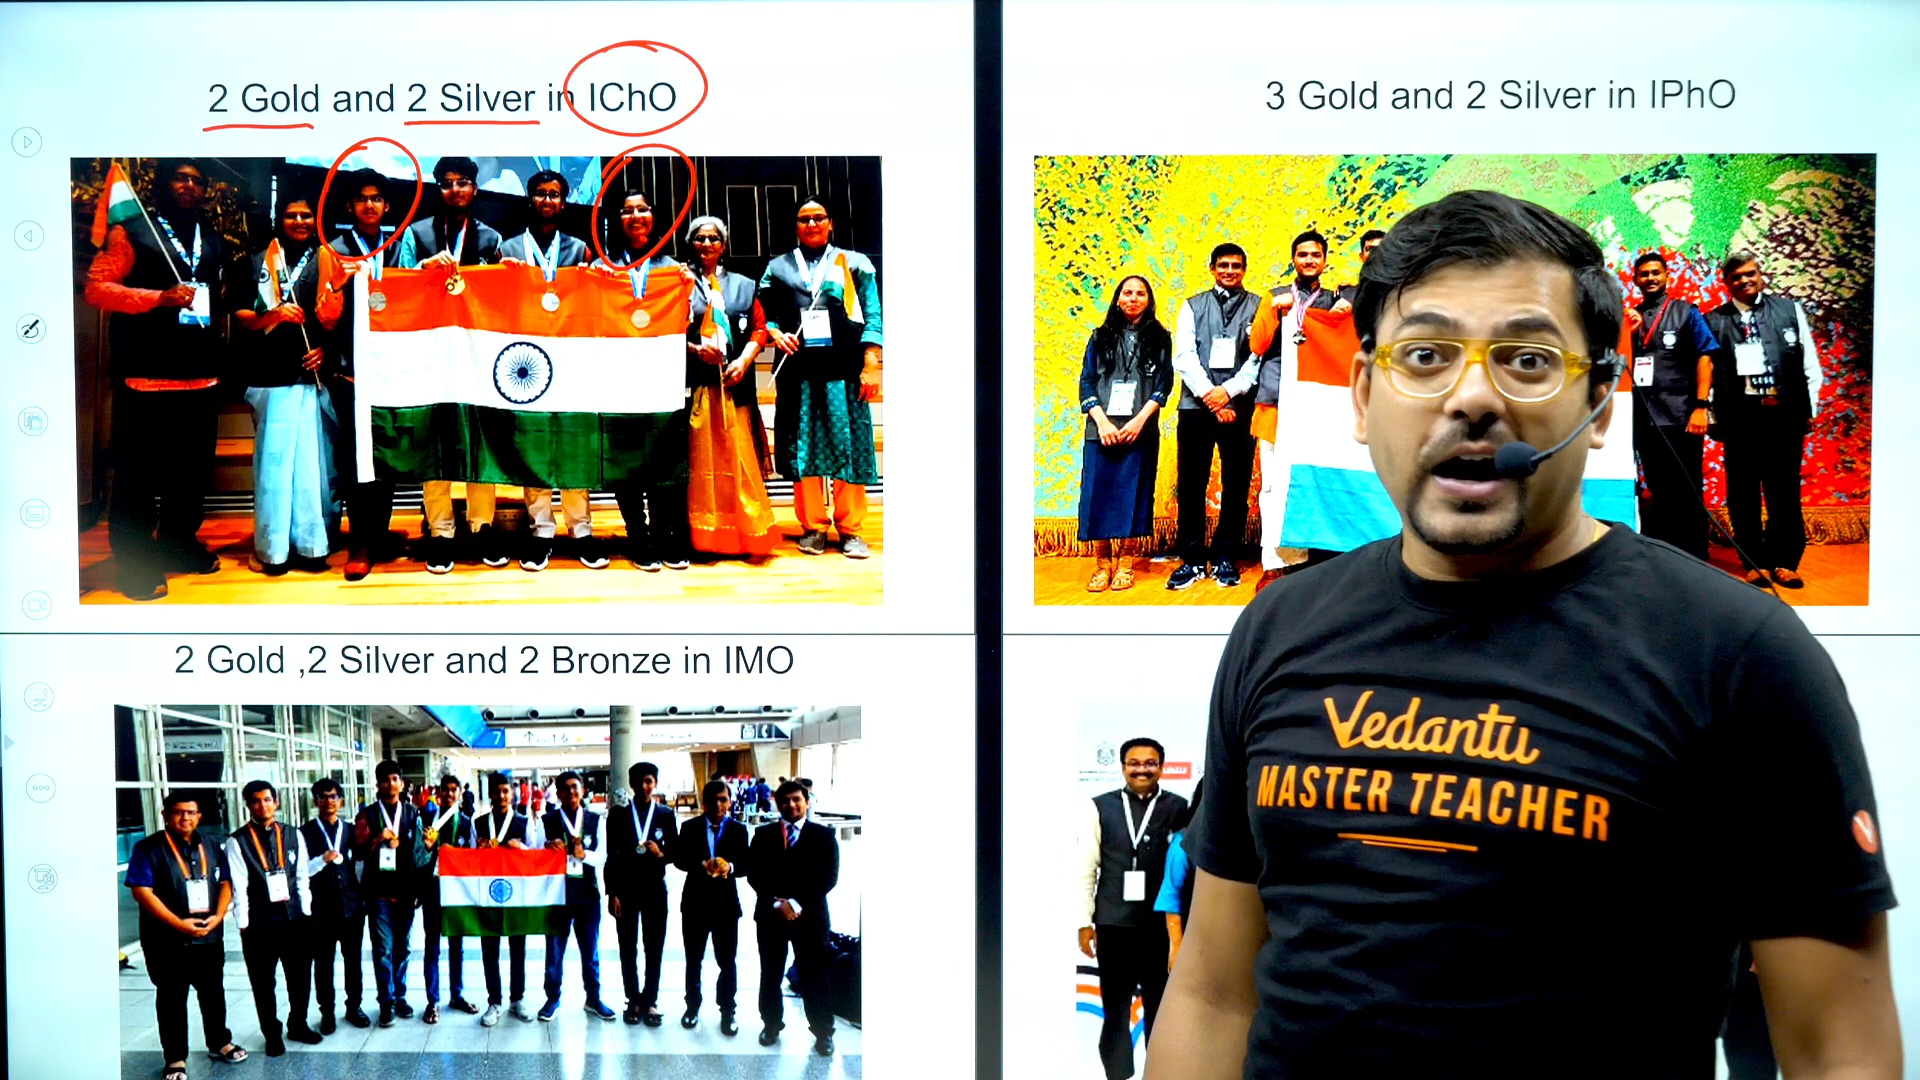 2 Gold and 2 Silver in IChO
3 Gold and 2 Silver in IPhO
2 Gold ,2 Silver and 2 Bronze in IMO
Vedantu
MASTER TEACHER